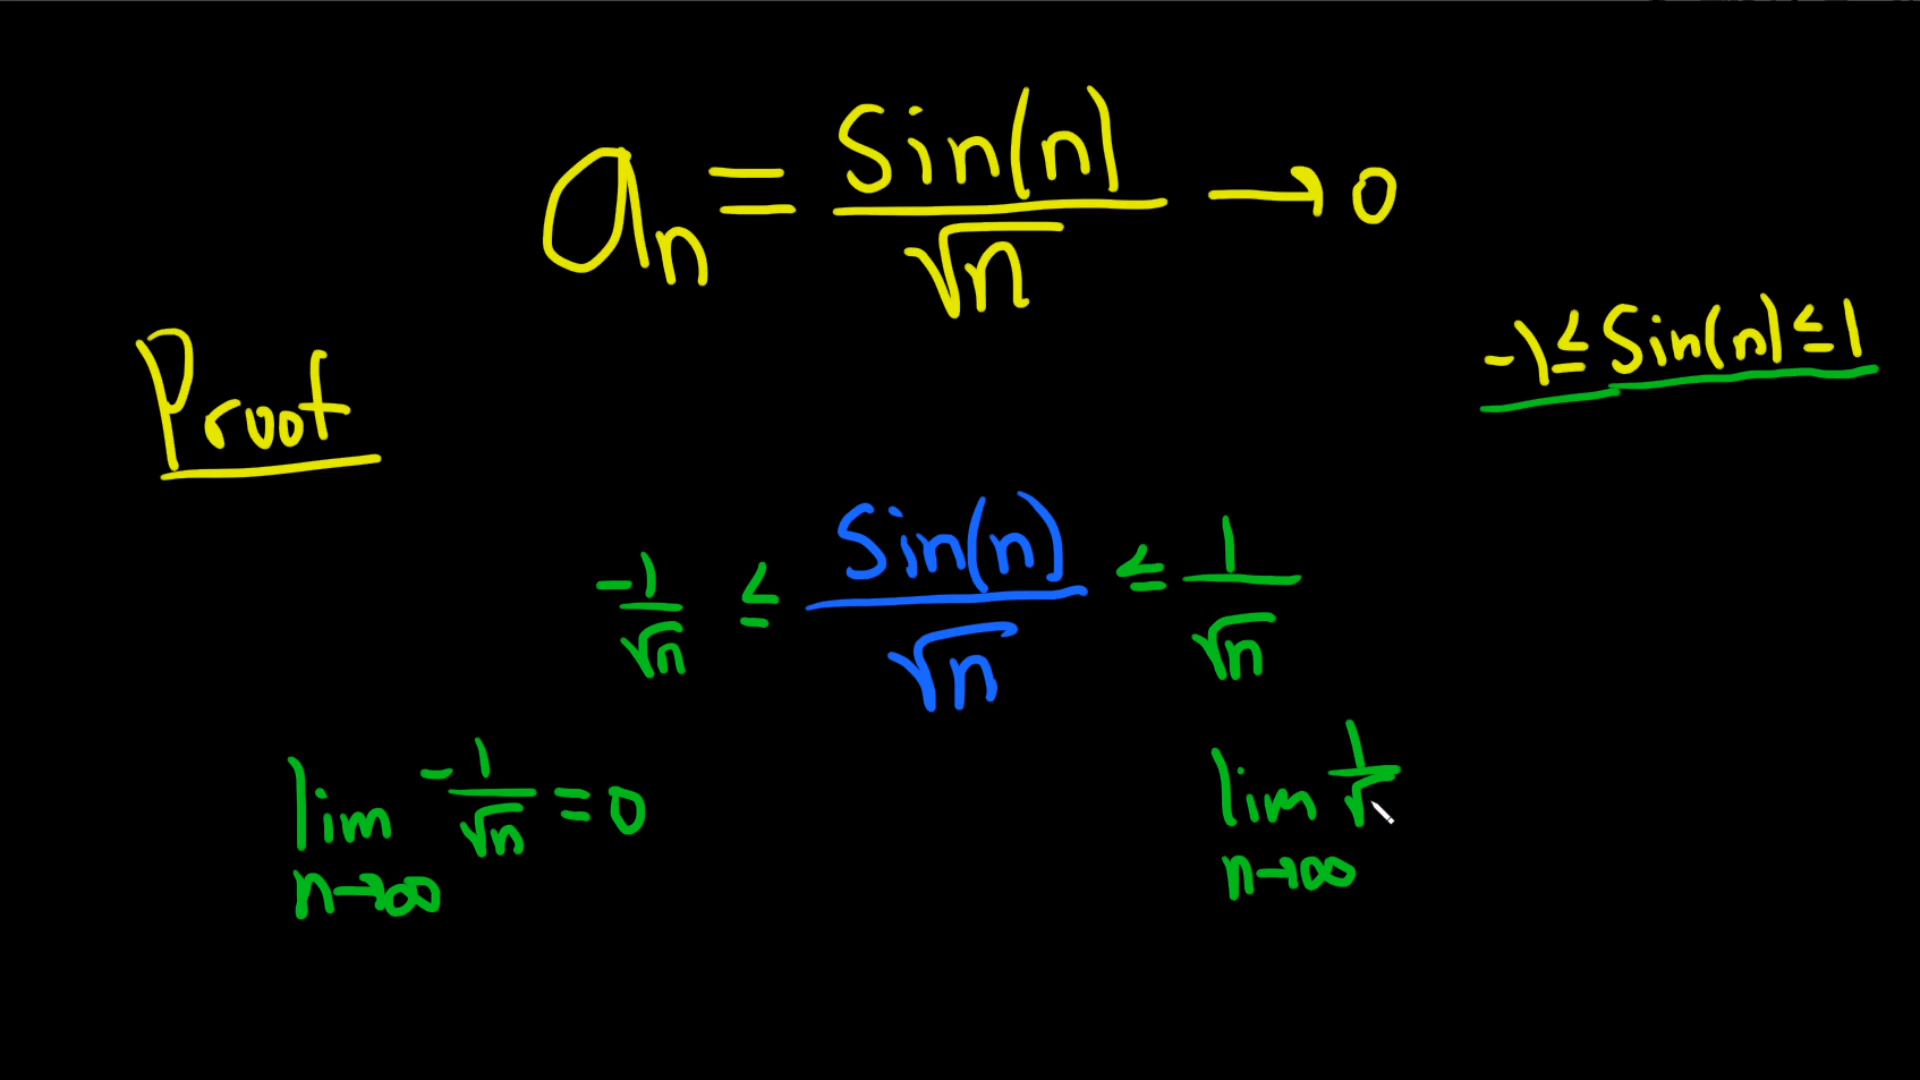 aₙ = Sin(n)/√n → 0
Proof
-1 ≤ Sin(n) ≤ 1
-1/√n ≤ Sin(n)/√n ≤ 1/√n
lim n→∞ -1/√n = 0
lim n→∞ 1/√